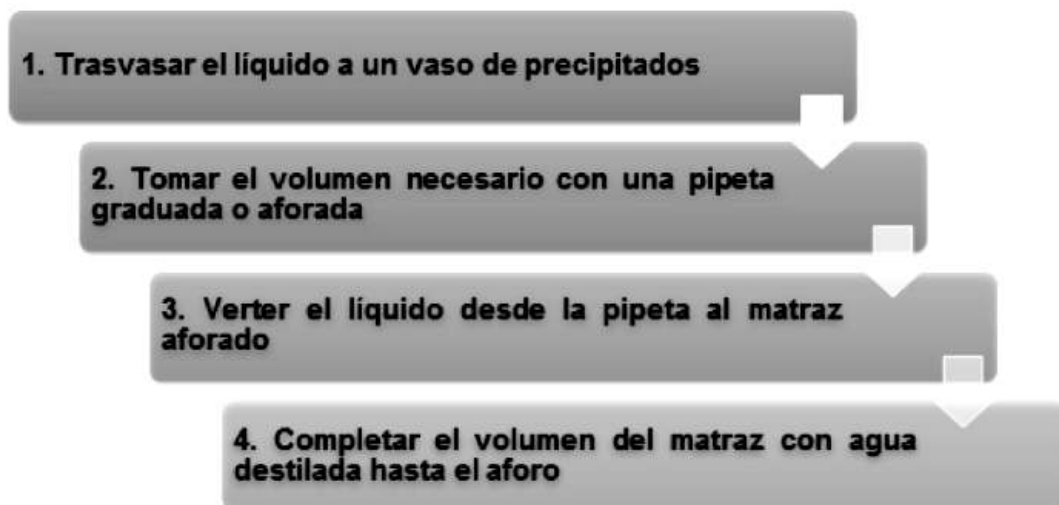 1. Trasvasar el líquido a un vaso de precipitados
2. Tomar el volumen necesario con una pipeta
graduada o aforada
3. Verter el líquido desde la pipeta al matraz
aforado
4. Completar el volumen del matraz con agua
destilada hasta el aforo